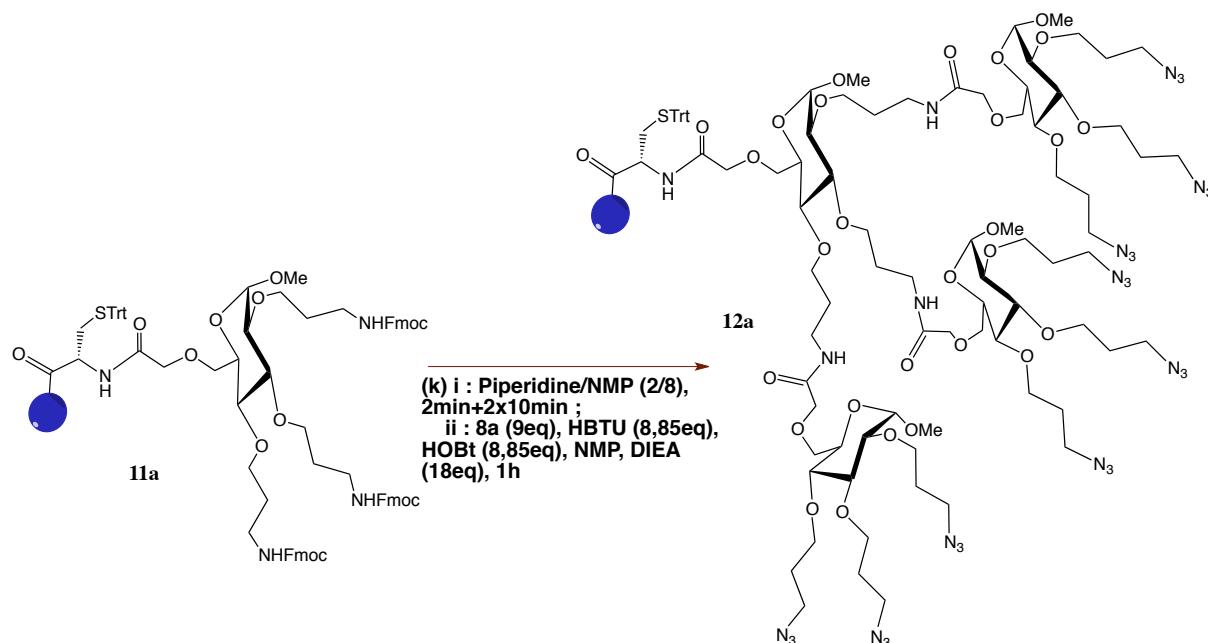 OMe
O
O
O
N3
O
N
H
O
O
O
N3
O
N3
OMe
O
O
STrt
O
O
N
H
O
O
O
OMe
O
O
N3
O
NH
O
O
O
N3
O
N3
12a
NH
O
O
O
OMe
O
O
O
N3
N3
N3
OMe
O
O
NHFmoc
STrt
O
O
N
H
O
O
O
NHFmoc
NHFmoc
11a
(k) i : Piperidine/NMP (2/8),
2min+2x10min ;
ii : 8a (9eq), HBTU (8,85eq),
HOBt (8,85eq), NMP, DIEA
(18eq), 1h